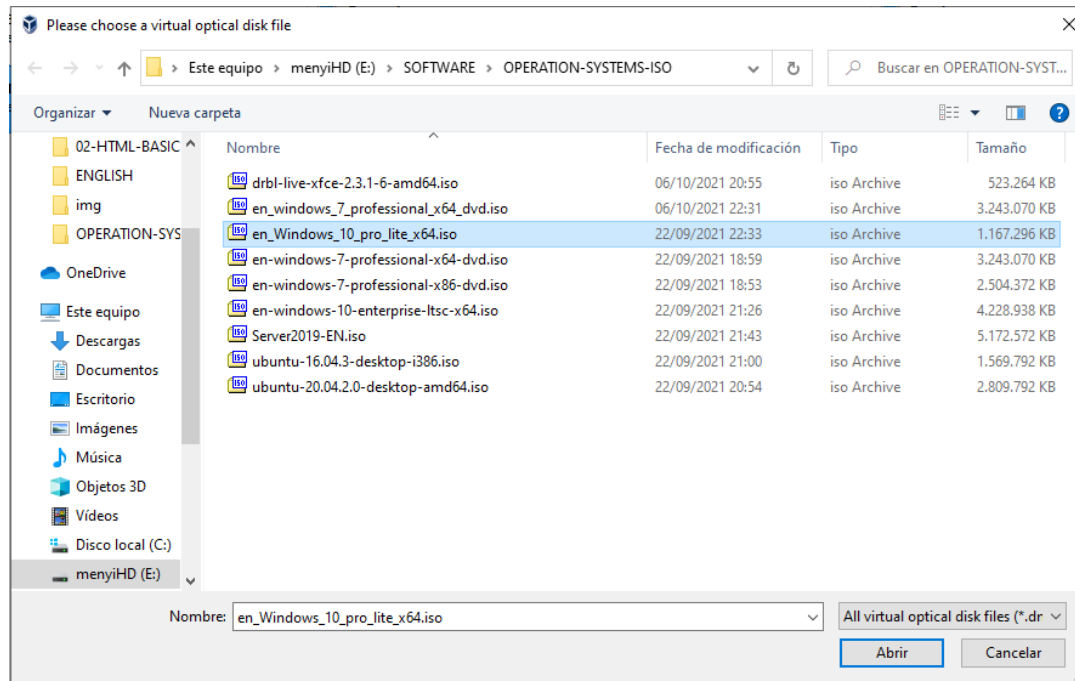 Please choose a virtual optical disk file
Este equipo > menyiHD (E:) > SOFTWARE > OPERATION-SYSTEMS-ISO
Buscar en OPERATION-SYST...
Organizar Nueva carpeta
Nombre Fecha de modificación Tipo Tamaño
02-HTML-BASIC
ENGLISH
img
OPERATION-SYS
OneDrive
Este equipo
Descargas
Documentos
Escritorio
Imágenes
Música
Objetos 3D
Vídeos
Disco local (C:)
menyiHD (E:)
drbl-live-xfce-2.3.1-6-amd64.iso 06/10/2021 20:55 iso Archive 523.264 KB
en_windows_7_professional_x64_dvd.iso 06/10/2021 22:31 iso Archive 3.243.070 KB
en_Windows_10_pro_lite_x64.iso 22/09/2021 22:33 iso Archive 1.167.296 KB
en-windows-7-professional-x64-dvd.iso 22/09/2021 18:59 iso Archive 3.243.070 KB
en-windows-7-professional-x86-dvd.iso 22/09/2021 18:53 iso Archive 2.504.372 KB
en-windows-10-enterprise-ltsc-x64.iso 22/09/2021 21:26 iso Archive 4.228.938 KB
Server2019-EN.iso 22/09/2021 21:43 iso Archive 5.172.572 KB
ubuntu-16.04.3-desktop-i386.iso 22/09/2021 21:00 iso Archive 1.569.792 KB
ubuntu-20.04.2.0-desktop-amd64.iso 22/09/2021 20:54 iso Archive 2.809.792 KB
Nombre: en_Windows_10_pro_lite_x64.iso
All virtual optical disk files (*.dr
Abrir Cancelar